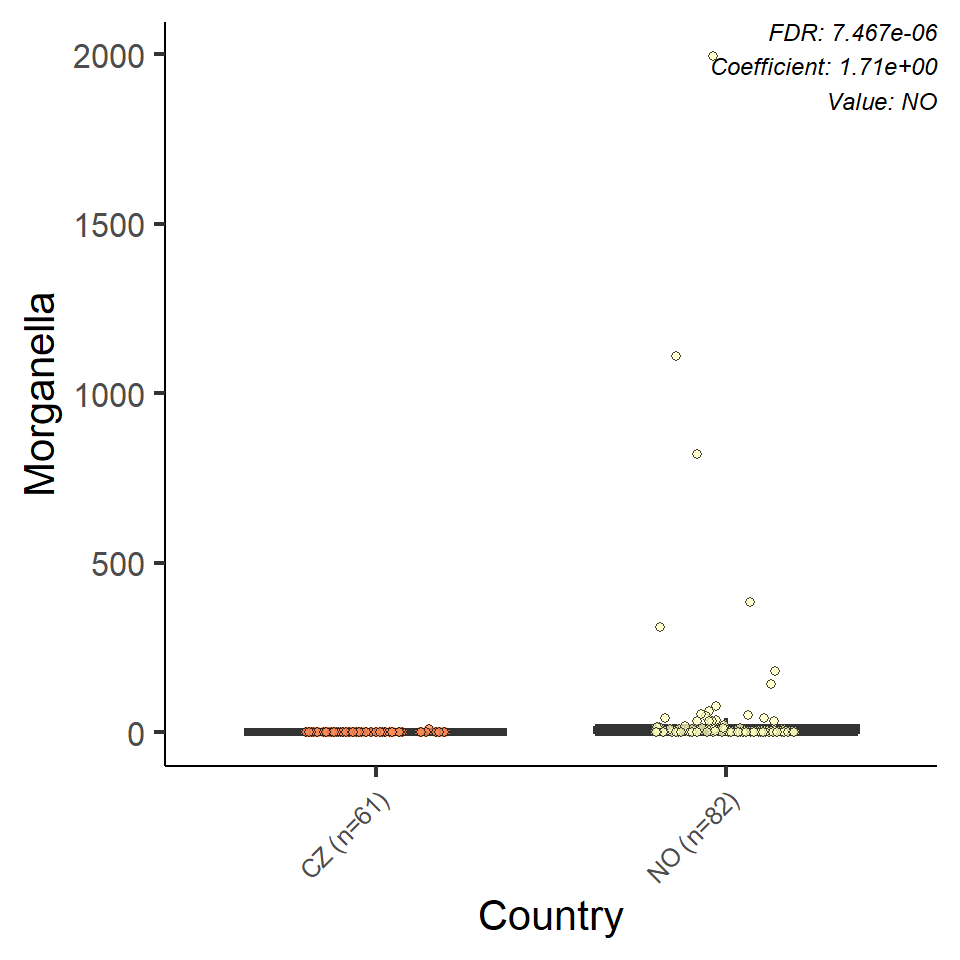 FDR: 7.467e-06
Coefficient: 1.71e+00
Value: NO
2000
1500
1000
500
0
Morganella
CZ (n=61)
NO (n=82)
Country